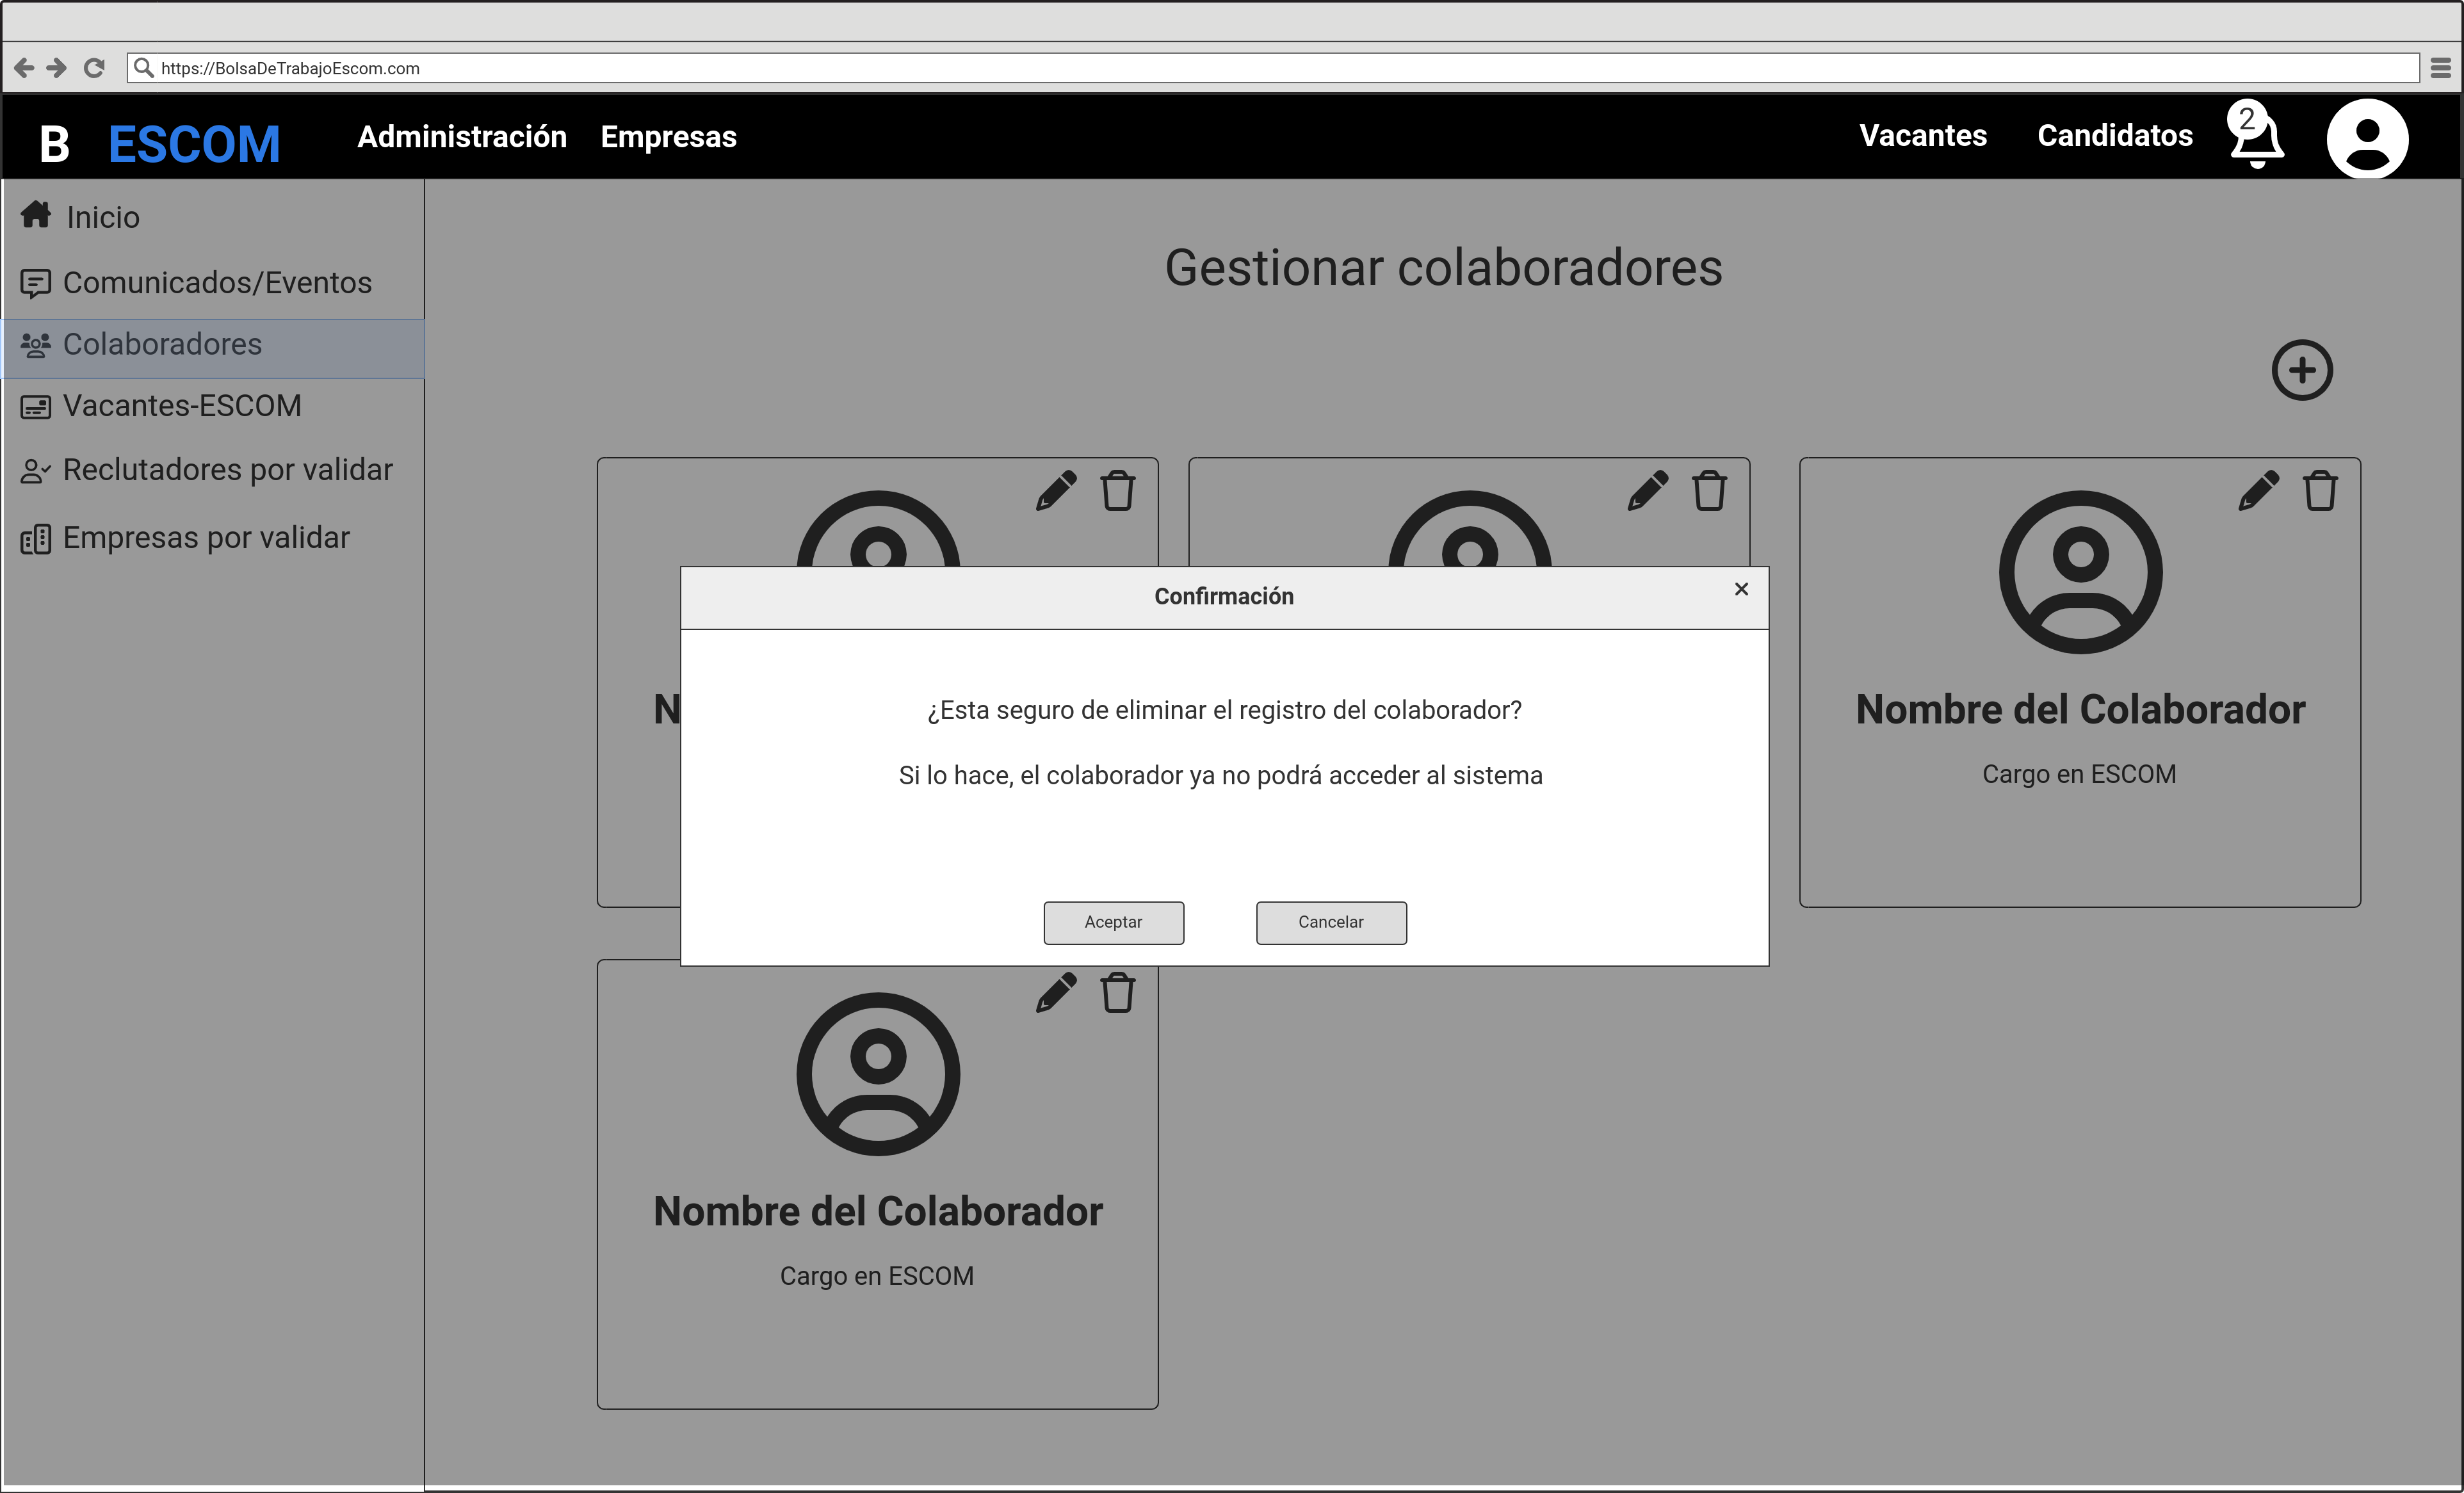 https://BolsaDeTrabajoEscom.com
B ESCOM Administración Empresas Vacantes Candidatos 2
Inicio
Comunicados/Eventos
Colaboradores
Vacantes-ESCOM
Reclutadores por validar
Empresas por validar
Gestionar colaboradores
Confirmación
¿Esta seguro de eliminar el registro del colaborador?
Si lo hace, el colaborador ya no podrá acceder al sistema
Aceptar Cancelar
N
Nombre del Colaborador
Cargo en ESCOM
Nombre del Colaborador
Cargo en ESCOM